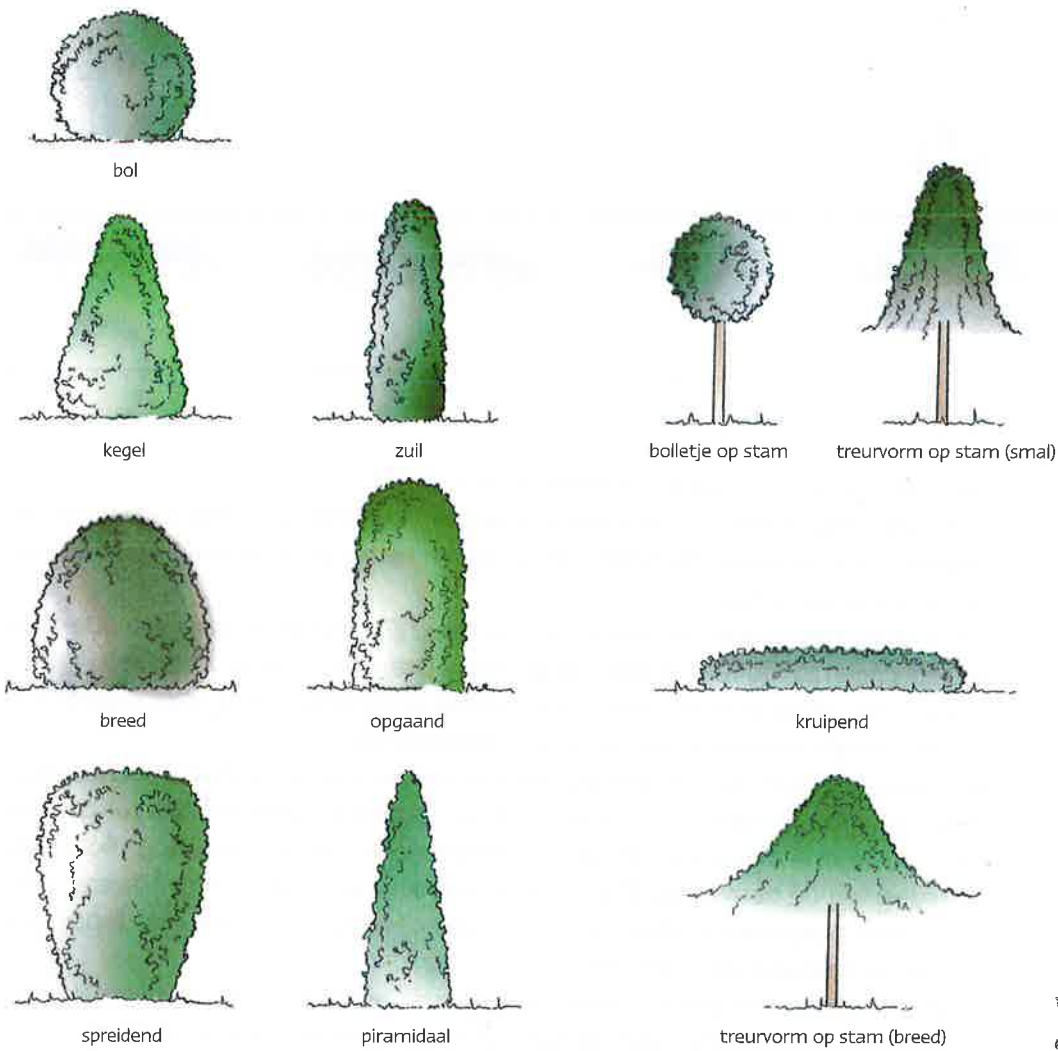 bol
kegel
zuil
bolletje op stam
treurvorm op stam (smal)
breed
opgaand
kruipend
spreidend
piramidaal
treurvorm op stam (breed)